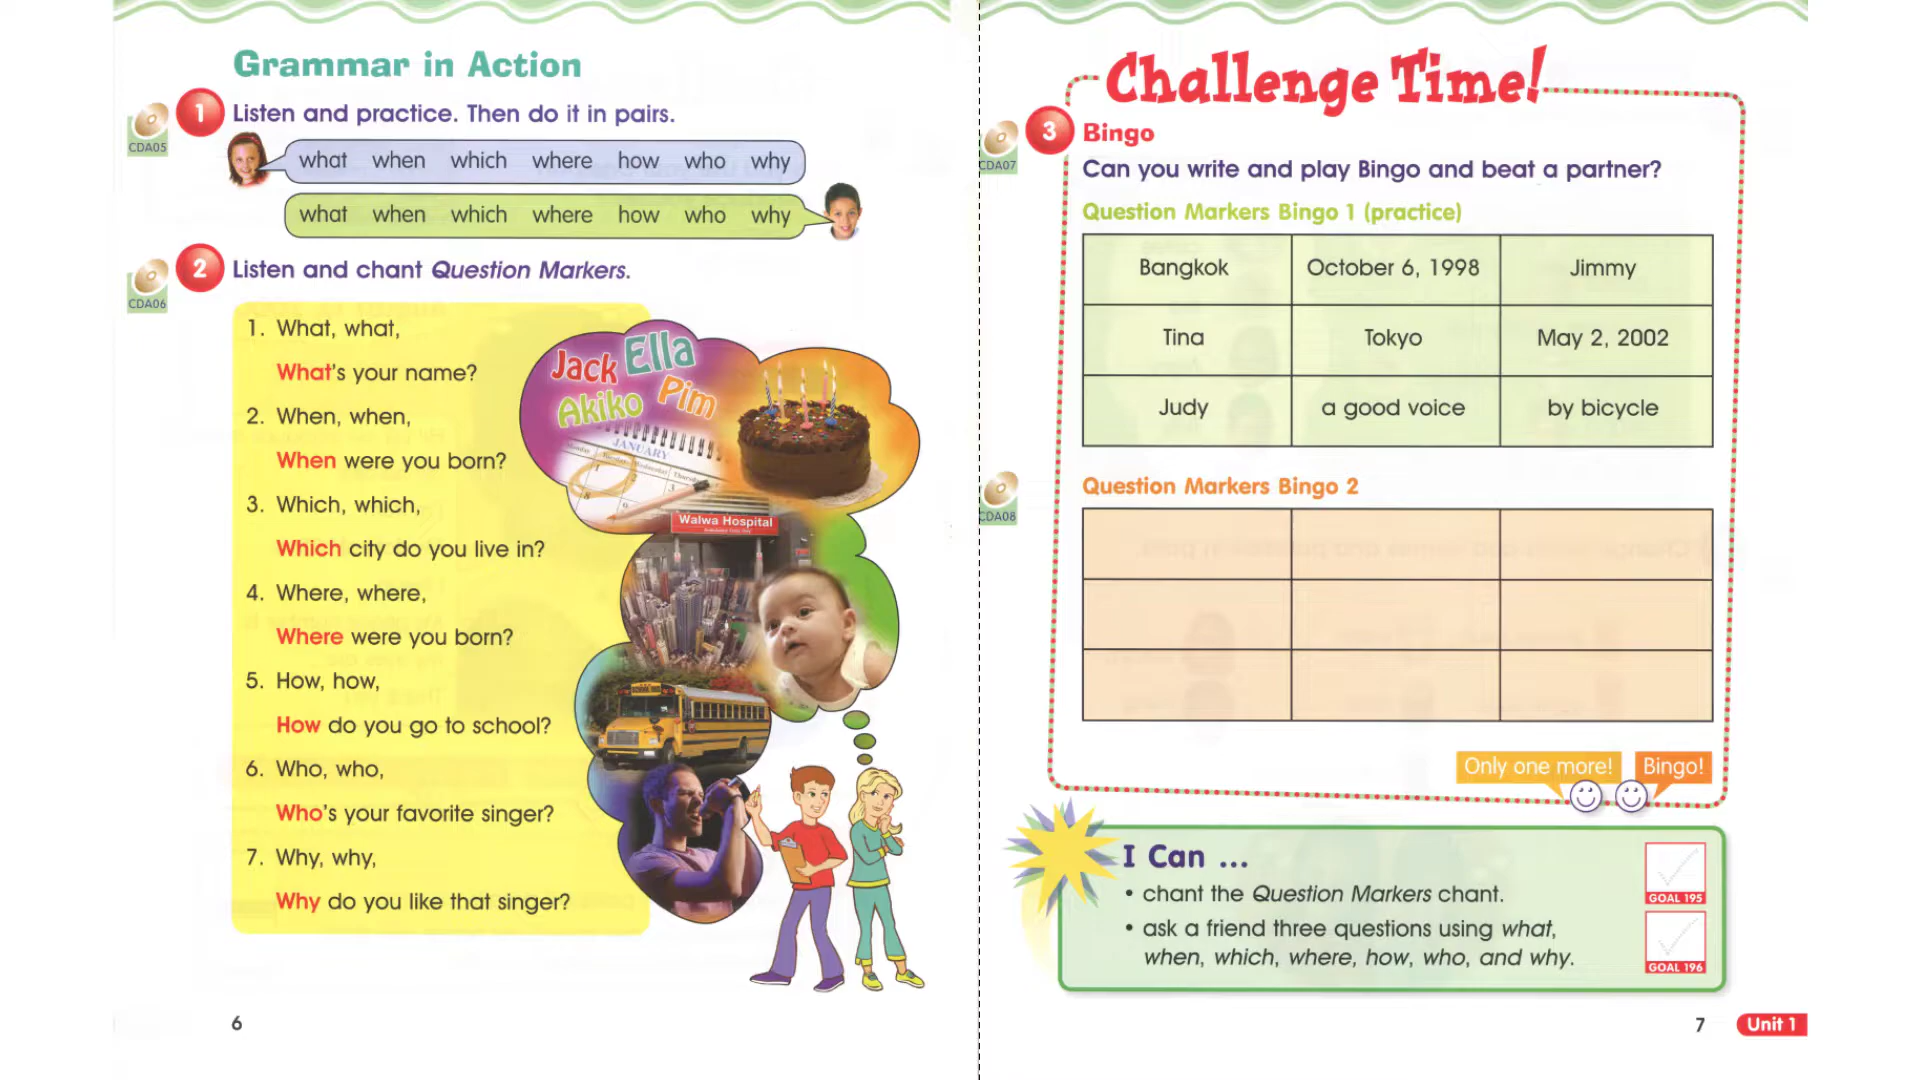 Grammar in Action
CDA05
1 Listen and practice. Then do it in pairs.
what when which where how who why
what when which where how who why
CDA06
2 Listen and chant Question Markers.
1. What, what,
What's your name?
2. When, when,
When were you born?
3. Which, which,
Which city do you live in?
4. Where, where,
Where were you born?
5. How, how,
How do you go to school?
6. Who, who,
Who's your favorite singer?
7. Why, why,
Why do you like that singer?
Jack Ella
Akiko Pim
JANUARY
Walwa Hospital
6
Challenge Time!
CDA07
3 Bingo
Can you write and play Bingo and beat a partner?
Question Markers Bingo 1 (practice)
Bangkok October 6, 1998 Jimmy
Tina Tokyo May 2, 2002
Judy a good voice by bicycle
CDA08
Question Markers Bingo 2
Only one more! Bingo!
I Can ...
• chant the Question Markers chant.
GOAL 195
• ask a friend three questions using what,
when, which, where, how, who, and why.
GOAL 196
7 Unit 1